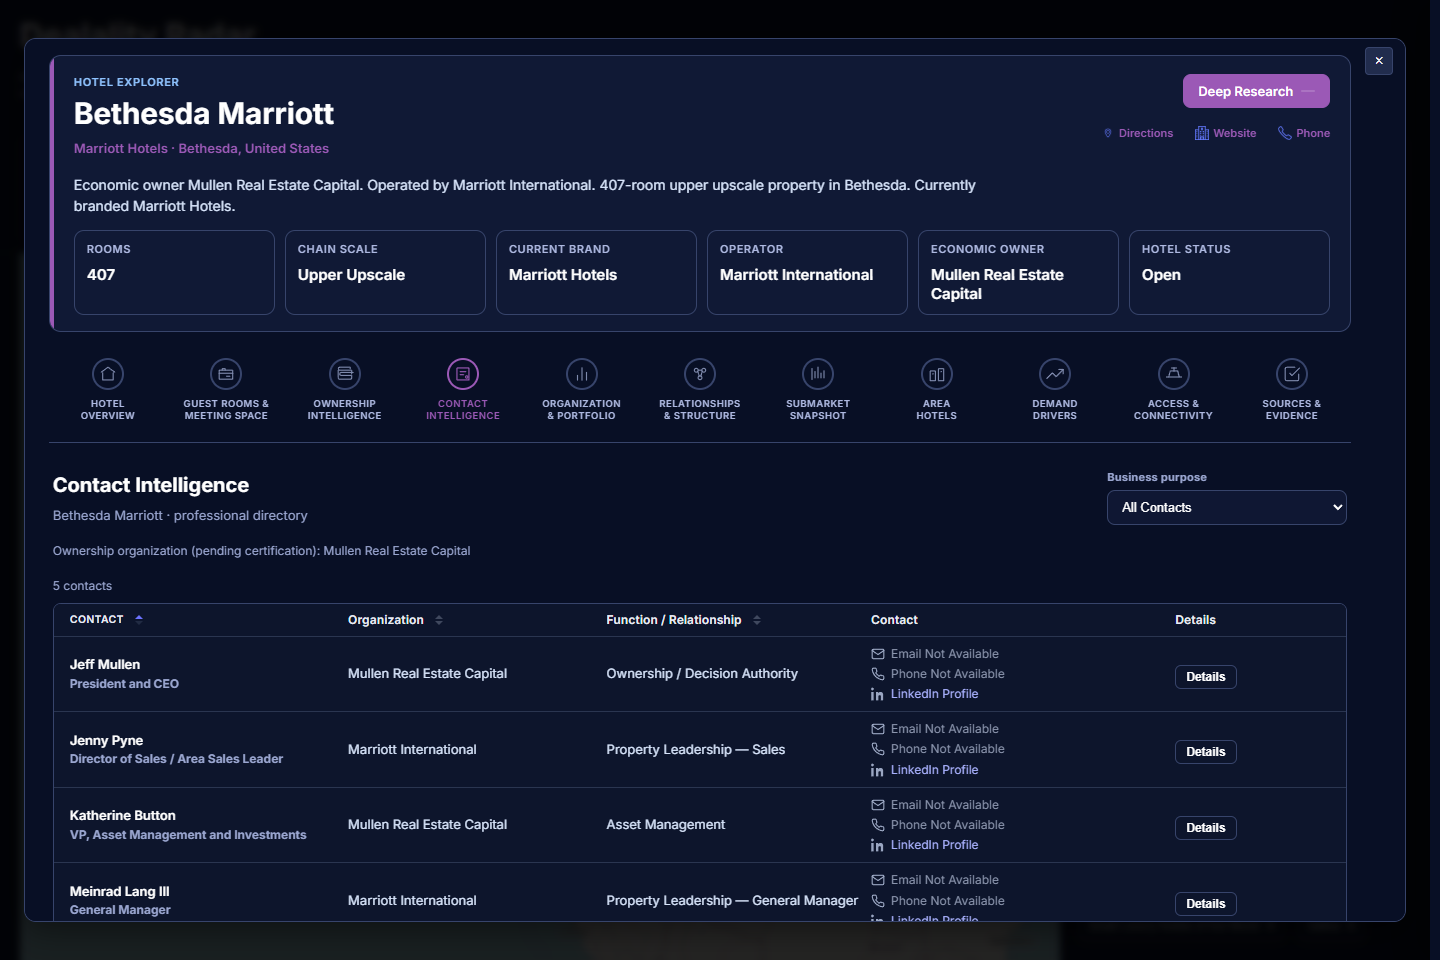 HOTEL EXPLORER
Bethesda Marriott
Marriott Hotels · Bethesda, United States
Deep Research —
Directions
Website
Phone
Economic owner Mullen Real Estate Capital. Operated by Marriott International. 407-room upper upscale property in Bethesda. Currently
branded Marriott Hotels.
ROOMS
407
CHAIN SCALE
Upper Upscale
CURRENT BRAND
Marriott Hotels
OPERATOR
Marriott International
ECONOMIC OWNER
Mullen Real Estate
Capital
HOTEL STATUS
Open
HOTEL
OVERVIEW
GUEST ROOMS &
MEETING SPACE
OWNERSHIP
INTELLIGENCE
CONTACT
INTELLIGENCE
ORGANIZATION
& PORTFOLIO
RELATIONSHIPS
& STRUCTURE
SUBMARKET
SNAPSHOT
AREA
HOTELS
DEMAND
DRIVERS
ACCESS &
CONNECTIVITY
SOURCES &
EVIDENCE
Contact Intelligence
Bethesda Marriott · professional directory
Business purpose
All Contacts
Ownership organization (pending certification): Mullen Real Estate Capital
5 contacts
CONTACT Organization Function / Relationship Contact Details
Jeff Mullen
President and CEO
Mullen Real Estate Capital
Ownership / Decision Authority
Email Not Available
Phone Not Available
LinkedIn Profile
Details
Jenny Pyne
Director of Sales / Area Sales Leader
Marriott International
Property Leadership — Sales
Email Not Available
Phone Not Available
LinkedIn Profile
Details
Katherine Button
VP, Asset Management and Investments
Mullen Real Estate Capital
Asset Management
Email Not Available
Phone Not Available
LinkedIn Profile
Details
Meinrad Lang III
General Manager
Marriott International
Property Leadership — General Manager
Email Not Available
Phone Not Available
LinkedIn Profile
Details